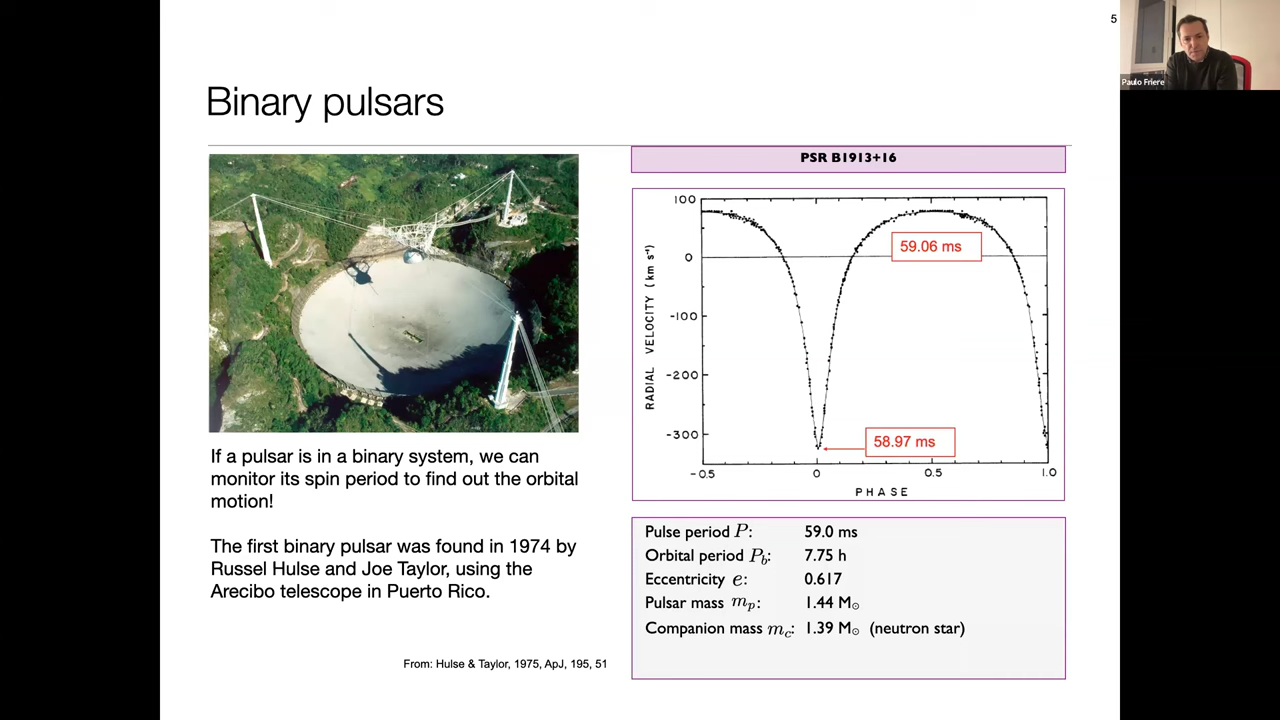 5
Paulo Friere
Binary pulsars
If a pulsar is in a binary system, we can
monitor its spin period to find out the orbital
motion!
The first binary pulsar was found in 1974 by
Russel Hulse and Joe Taylor, using the
Arecibo telescope in Puerto Rico.
From: Hulse & Taylor, 1975, ApJ, 195, 51
PSR B1913+16
RADIAL VELOCITY (km s⁻¹)
100
0
-100
-200
-300
59.06 ms
58.97 ms
-0.5 0 0.5 1.0
PHASE
Pulse period P: 59.0 ms
Orbital period P_b: 7.75 h
Eccentricity e: 0.617
Pulsar mass m_p: 1.44 M☉
Companion mass m_c: 1.39 M☉ (neutron star)